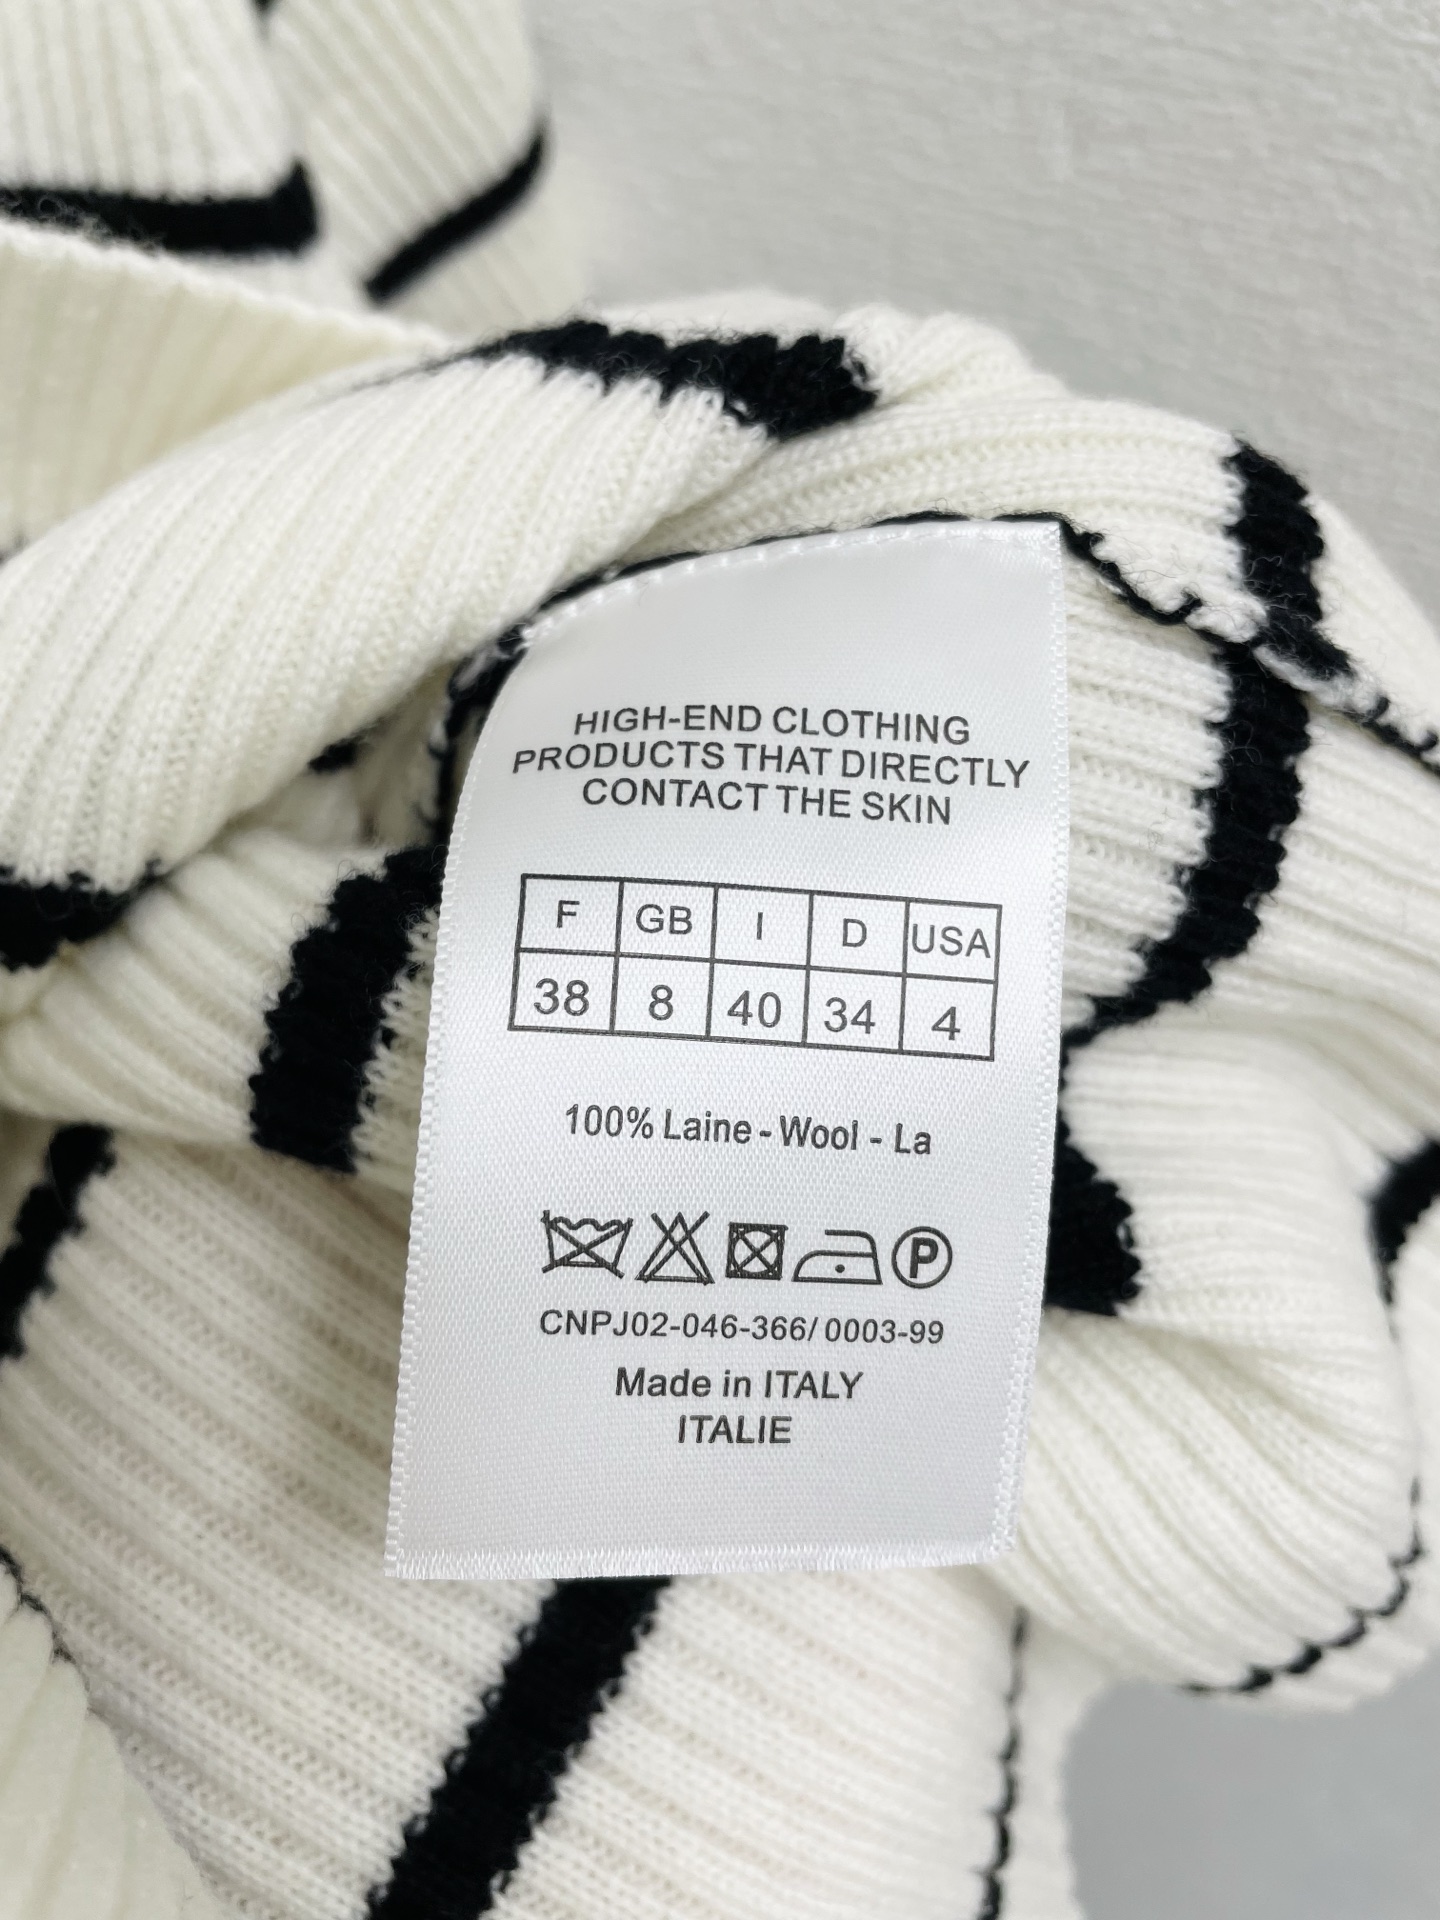 HIGH-END CLOTHING
PRODUCTS THAT DIRECTLY
CONTACT THE SKIN
F GB I D USA
38 8 40 34 4
100% Laine - Wool - La
P
CNPJ02-046-366/ 0003-99
Made in ITALY
ITALIE